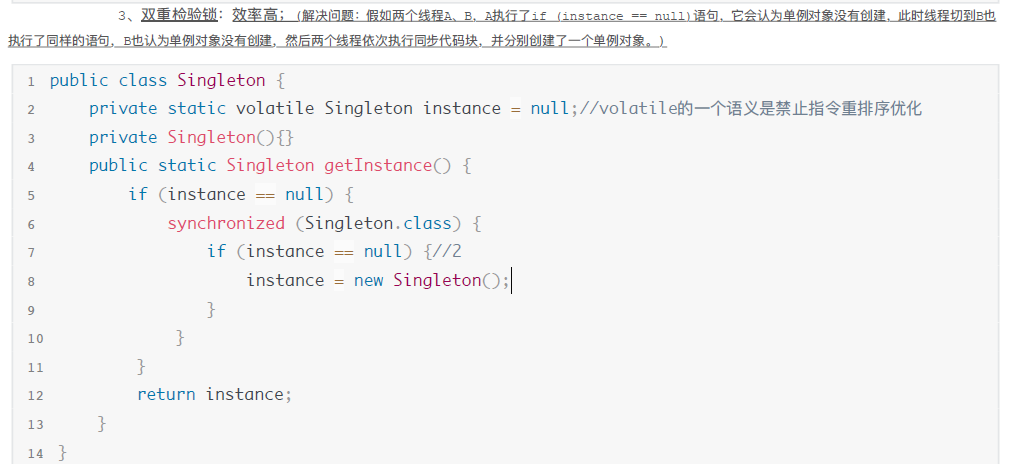 3、双重检验锁：效率高；(解决问题：假如两个线程A、B，A执行了if (instance == null)语句，它会认为单例对象没有创建，此时线程切到B也
执行了同样的语句，B也认为单例对象没有创建，然后两个线程依次执行同步代码块，并分别创建了一个单例对象。)
1 public class Singleton {
2     private static volatile Singleton instance = null;//volatile的一个语义是禁止指令重排序优化
3     private Singleton(){}
4     public static Singleton getInstance() {
5         if (instance == null) {
6             synchronized (Singleton.class) {
7                 if (instance == null) {//2
8                     instance = new Singleton();
9                 }
10             }
11         }
12         return instance;
13     }
14 }